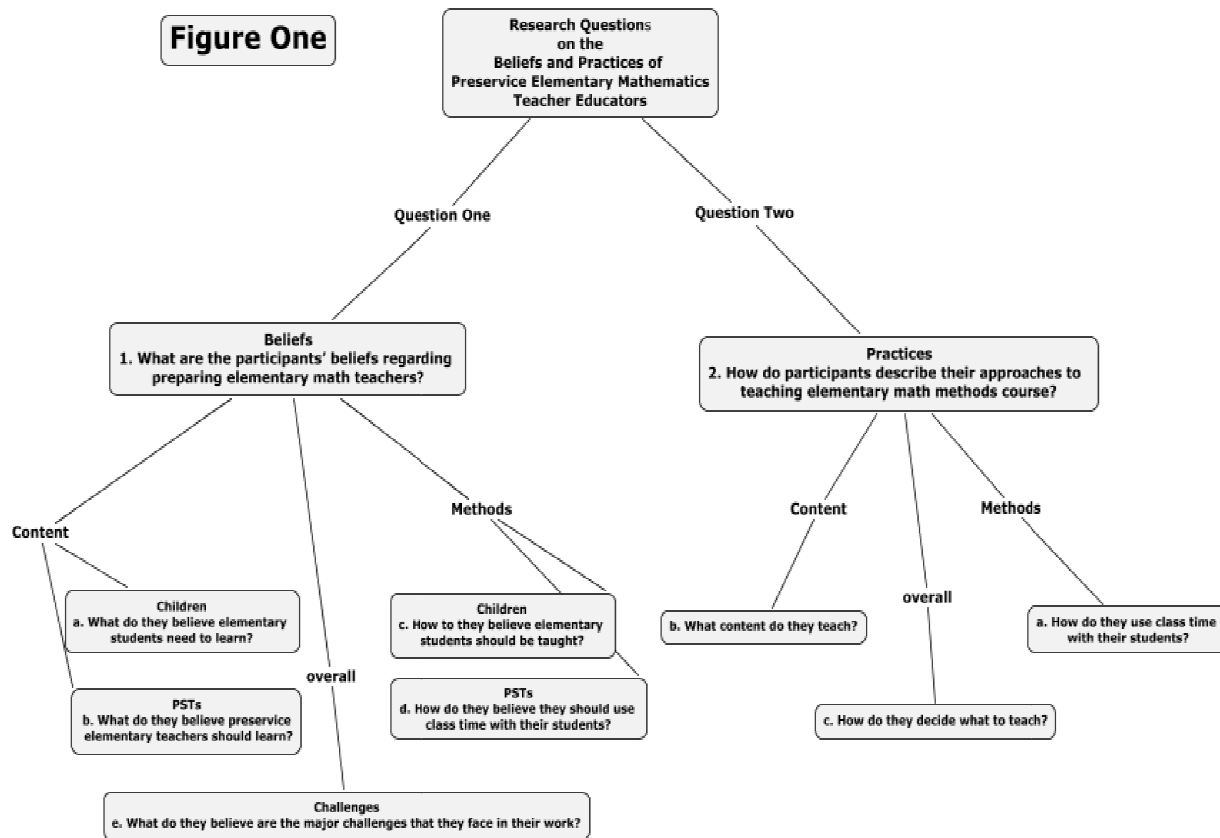 Figure One
Research Questions
on the
Beliefs and Practices of
Preservice Elementary Mathematics
Teacher Educators
Question One
Question Two
Beliefs
1. What are the participants' beliefs regarding
preparing elementary math teachers?
Practices
2. How do participants describe their approaches to
teaching elementary math methods course?
Content
Methods
Content
Methods
Children
a. What do they believe elementary
students need to learn?
Children
c. How to they believe elementary
students should be taught?
b. What content do they teach?
overall
a. How do they use class time
with their students?
overall
PSTs
b. What do they believe preservice
elementary teachers should learn?
PSTs
d. How do they believe they should use
class time with their students?
c. How do they decide what to teach?
Challenges
e. What do they believe are the major challenges that they face in their work?